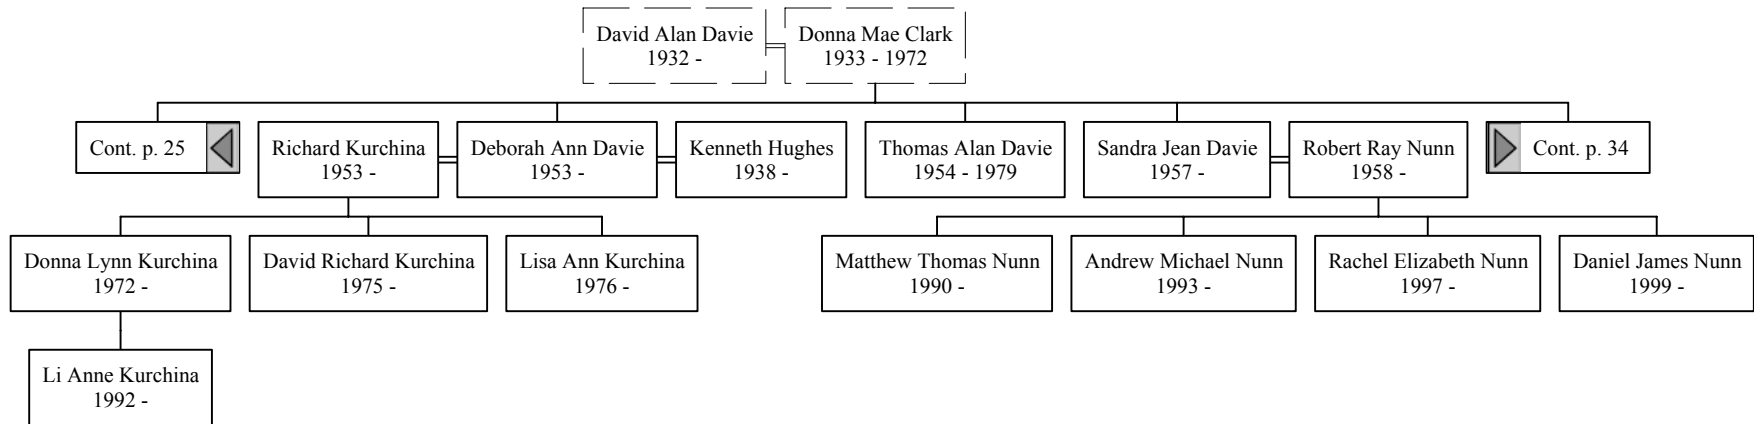 David Alan Davie
1932 -
Donna Mae Clark
1933 - 1972
Cont. p. 25
Richard Kurchina
1953 -
Deborah Ann Davie
1953 -
Kenneth Hughes
1938 -
Thomas Alan Davie
1954 - 1979
Sandra Jean Davie
1957 -
Robert Ray Nunn
1958 -
Cont. p. 34
Donna Lynn Kurchina
1972 -
David Richard Kurchina
1975 -
Lisa Ann Kurchina
1976 -
Matthew Thomas Nunn
1990 -
Andrew Michael Nunn
1993 -
Rachel Elizabeth Nunn
1997 -
Daniel James Nunn
1999 -
Li Anne Kurchina
1992 -